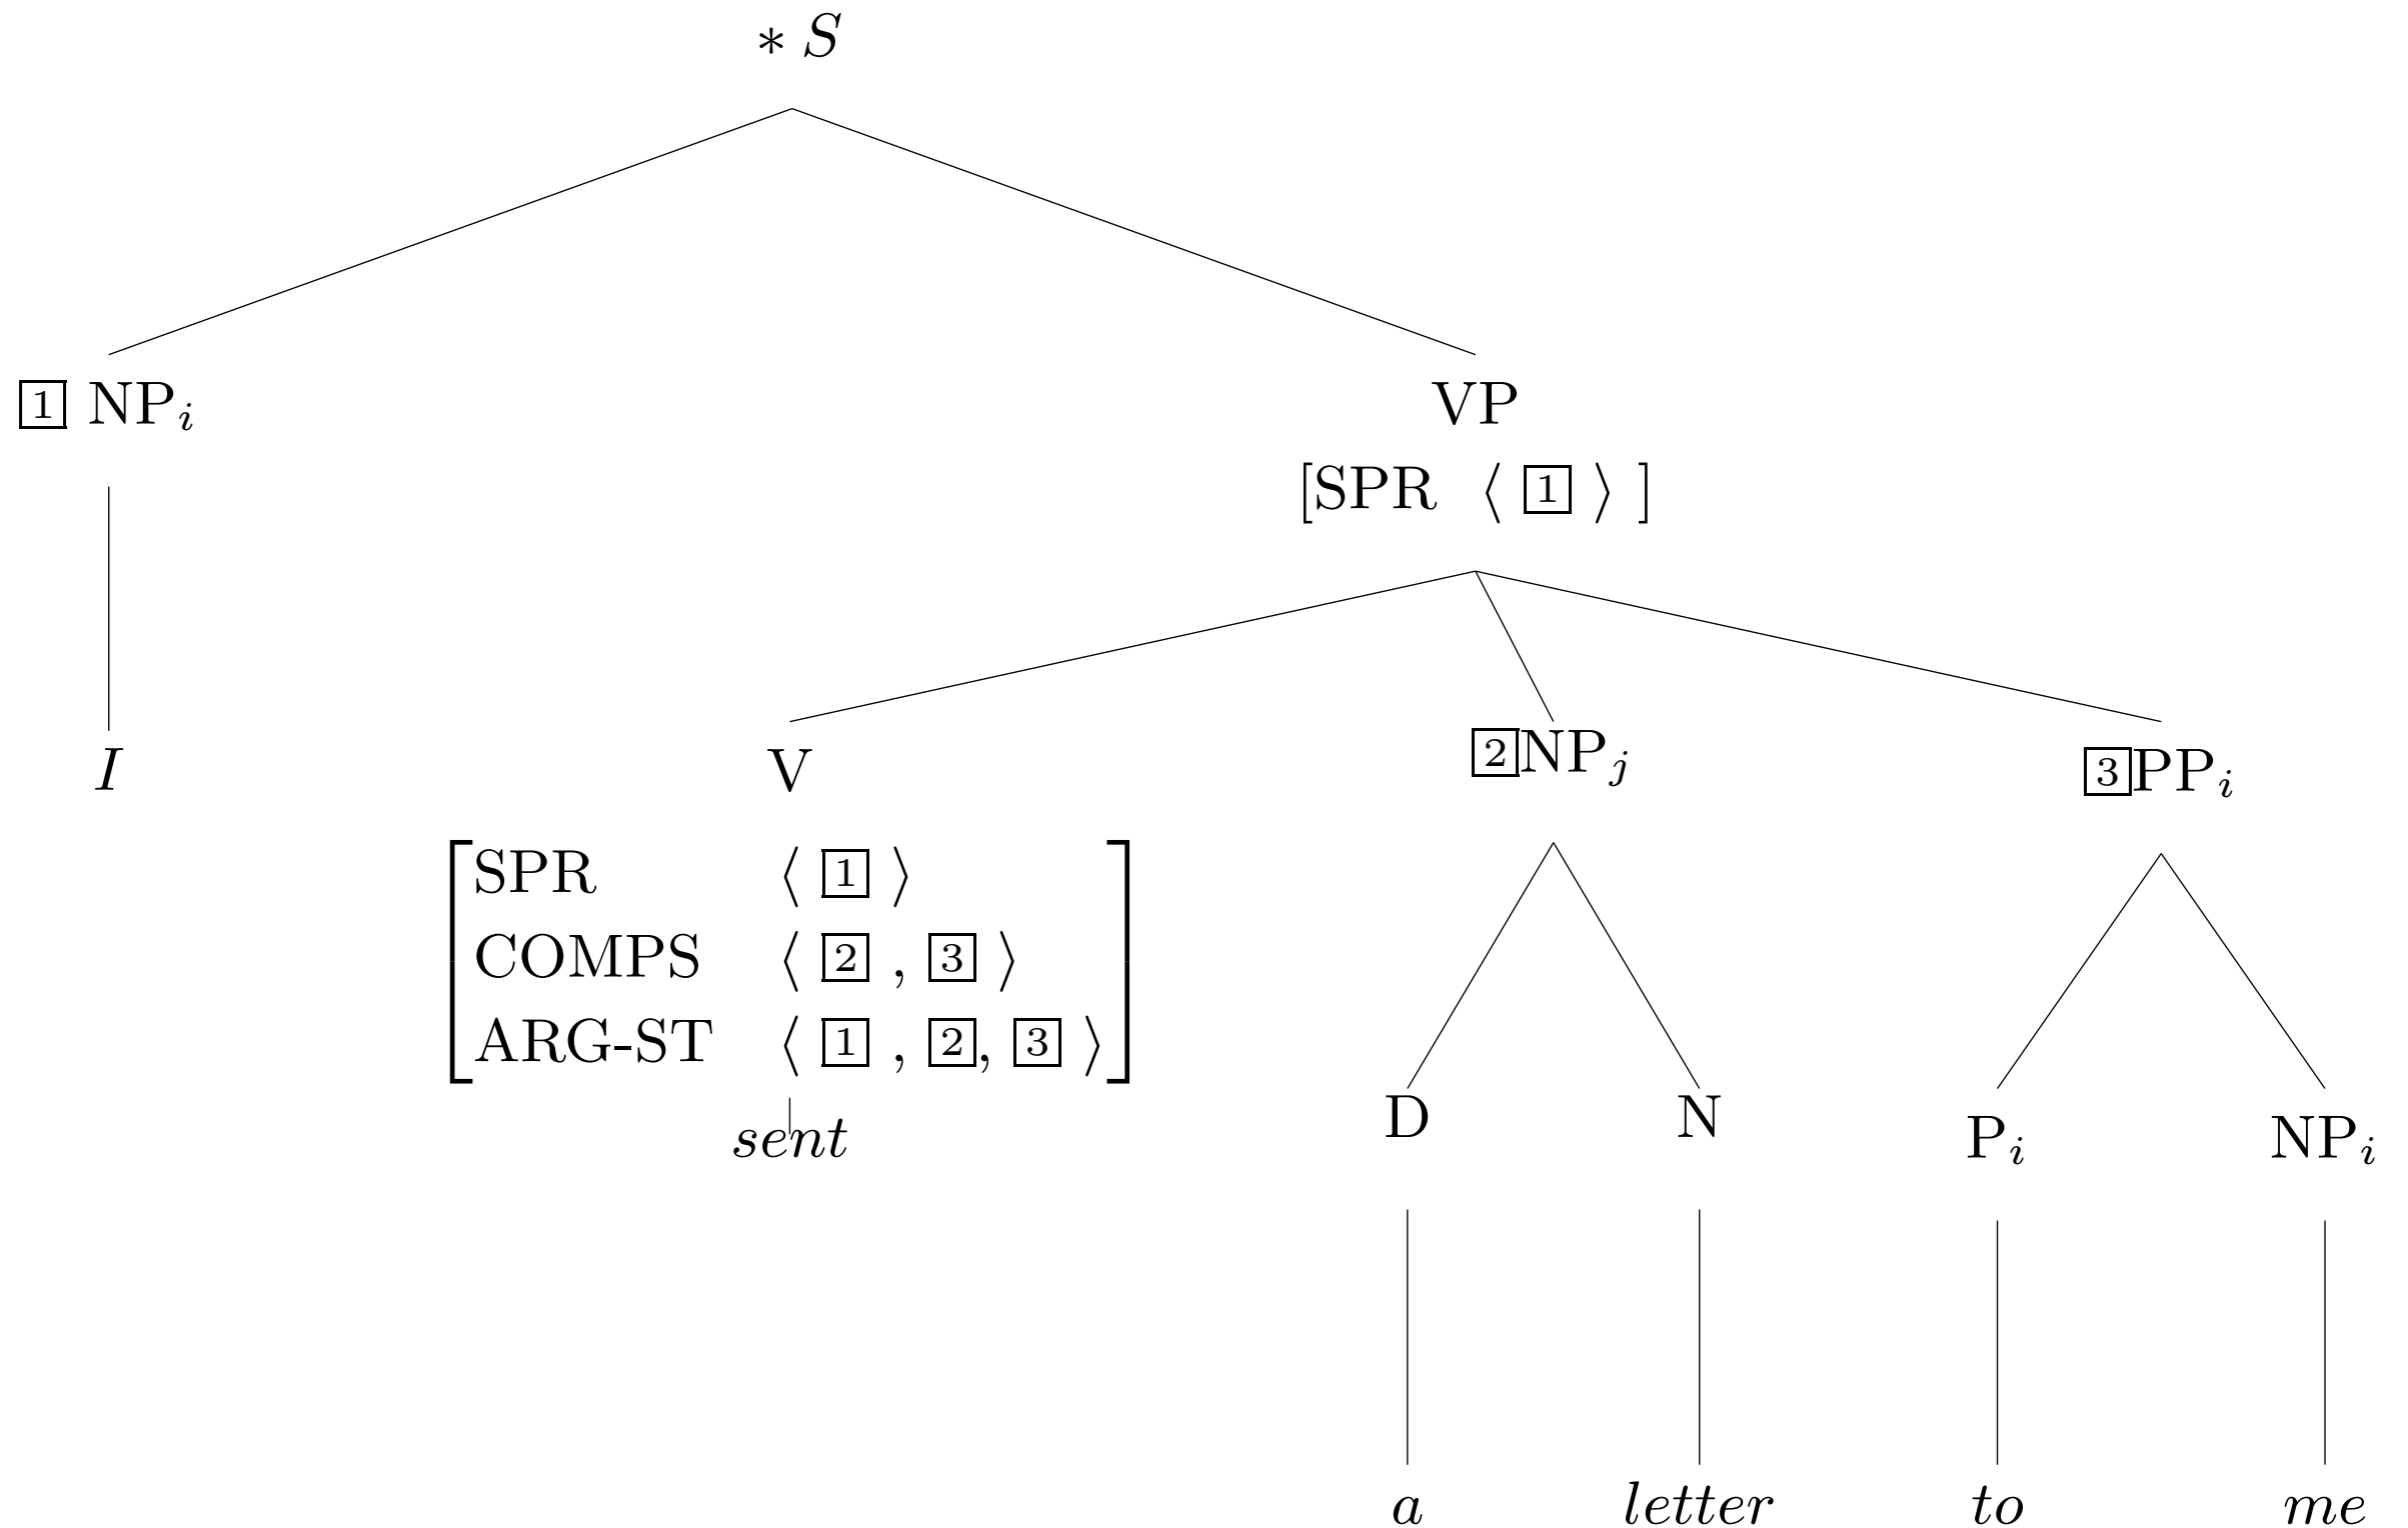 * S
1 NP_i VP
[SPR ⟨ 1 ⟩ ]
I V 2NP_j 3PP_i
SPR ⟨ 1 ⟩
COMPS ⟨ 2 , 3 ⟩
ARG-ST ⟨ 1 , 2, 3 ⟩
sent D N P_i NP_i
a letter to me